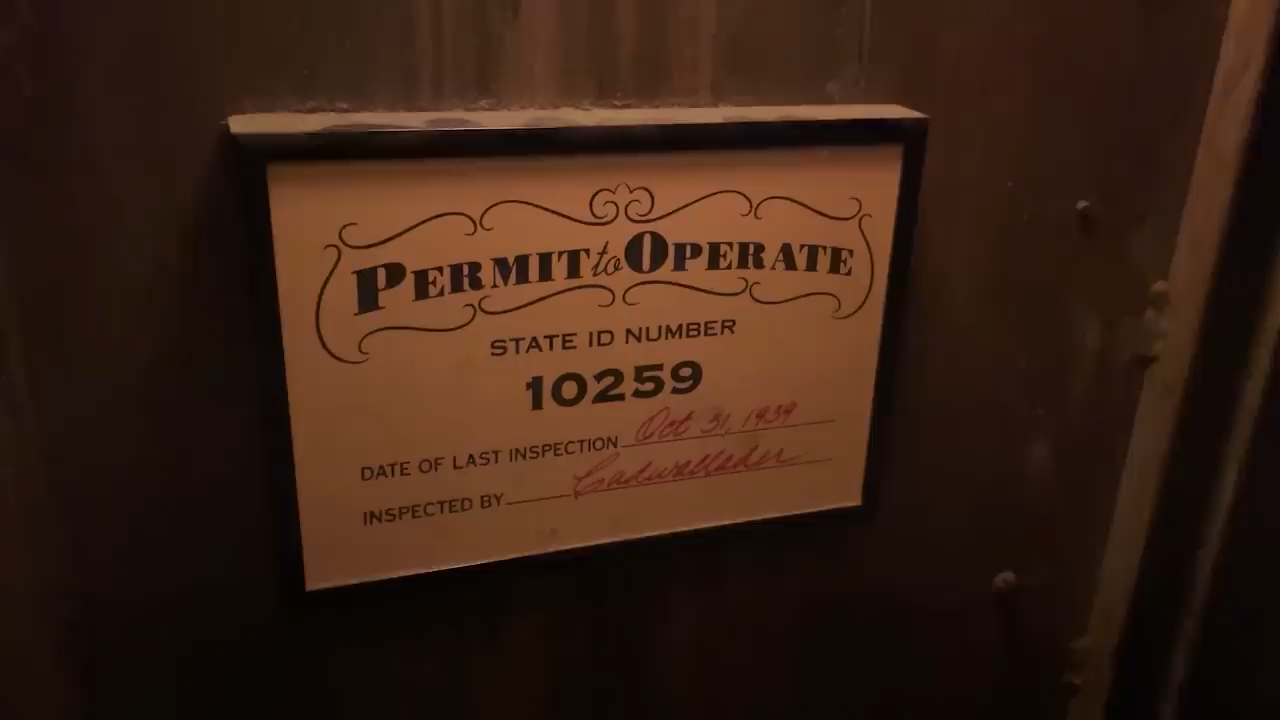 PERMIT to OPERATE
STATE ID NUMBER
10259
DATE OF LAST INSPECTION Oct 31, 1939
INSPECTED BY Cadwallader